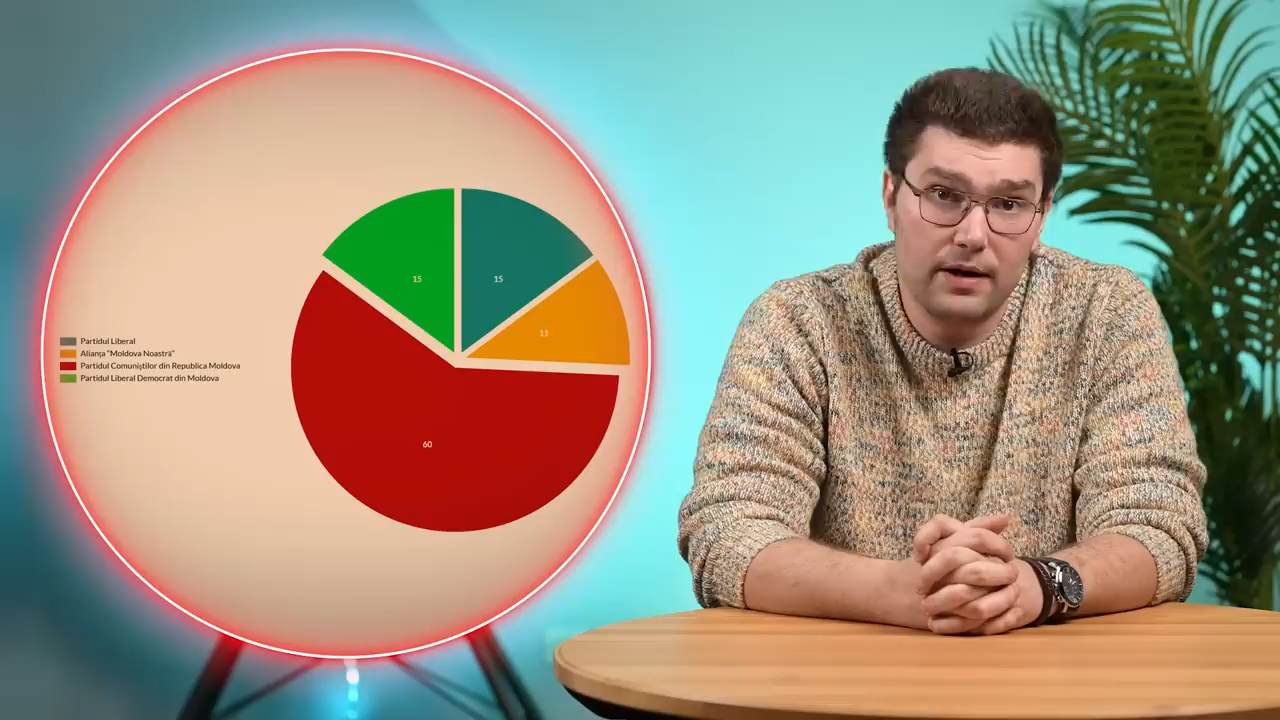 15
15
11
60
Partidul Liberal
Alianța "Moldova Noastră"
Partidul Comuniștilor din Republica Moldova
Partidul Liberal Democrat din Moldova